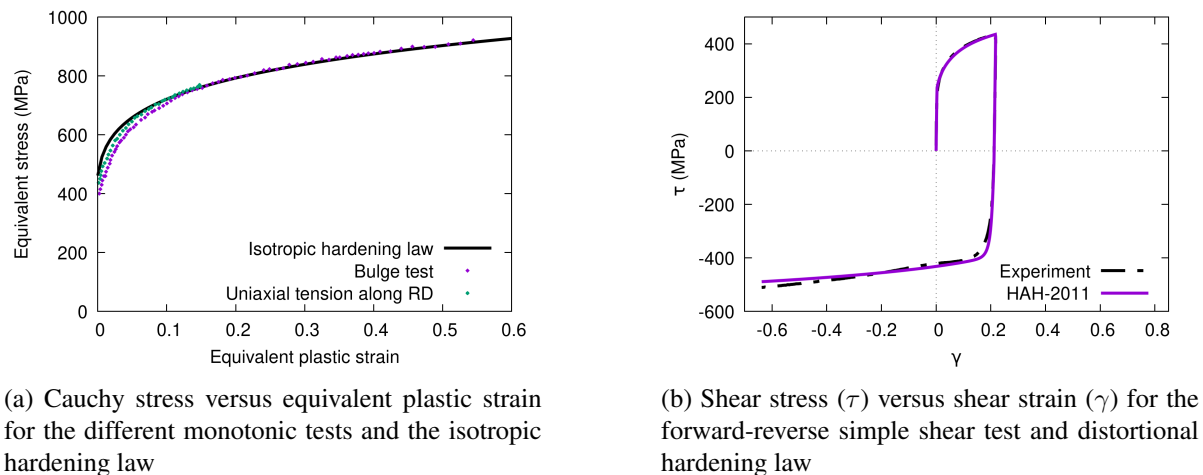 1000
800
600
400
200
0
0 0.1 0.2 0.3 0.4 0.5 0.6
Equivalent stress (MPa)
Equivalent plastic strain
Isotropic hardening law
Bulge test
Uniaxial tension along RD
400
200
0
-200
-400
-600
-0.6 -0.4 -0.2 0 0.2 0.4 0.6 0.8
τ (MPa)
γ
Experiment
HAH-2011
(a) Cauchy stress versus equivalent plastic strain
for the different monotonic tests and the isotropic
hardening law
(b) Shear stress (τ) versus shear strain (γ) for the
forward-reverse simple shear test and distortional
hardening law